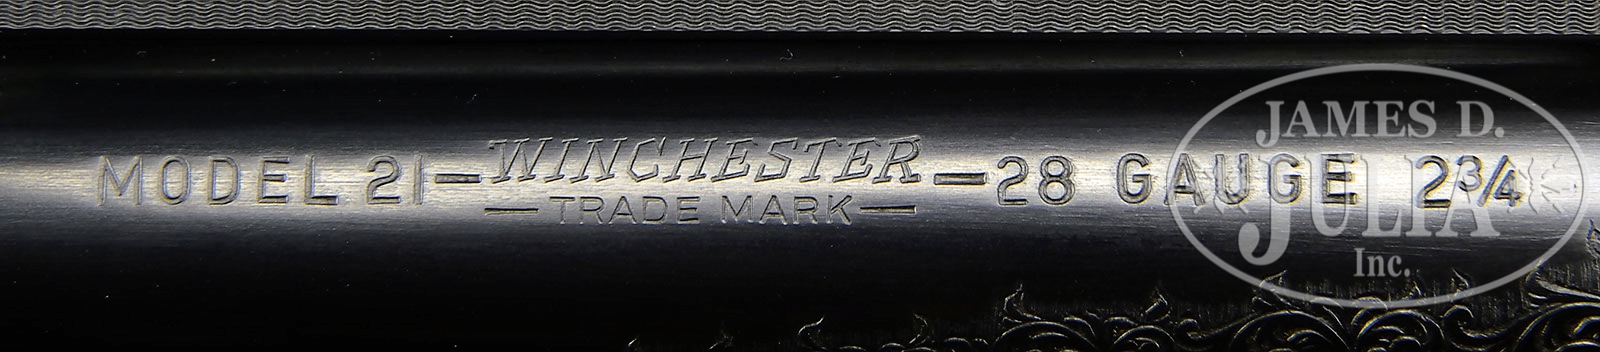 MODEL 21-WINCHESTER-28 GAUGE 2¾
-TRADE MARK-
JAMES D.
JULIA
Inc.